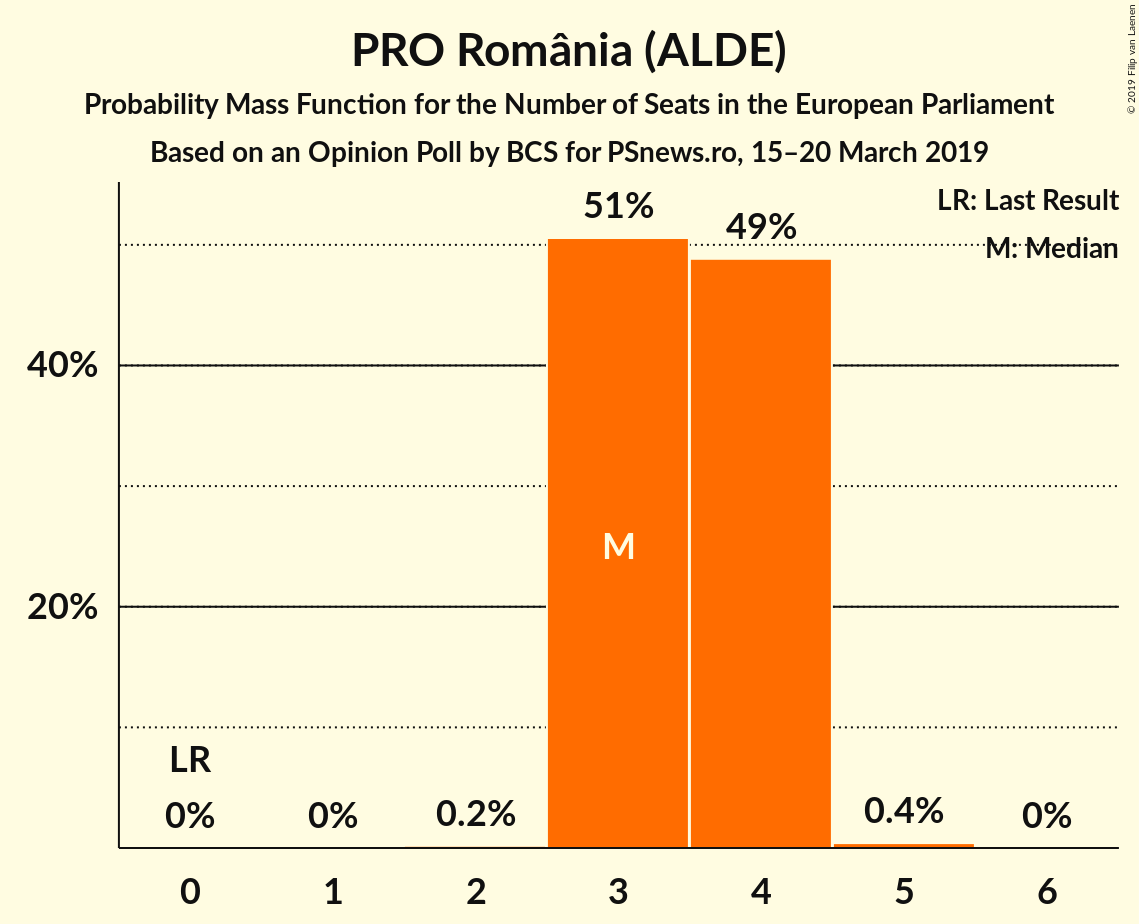 PRO România (ALDE)
Probability Mass Function for the Number of Seats in the European Parliament
Based on an Opinion Poll by BCS for PSnews.ro, 15–20 March 2019
© 2019 Filip van Laenen
LR: Last Result
M: Median
51%
49%
40%
20%
M
LR
0%
0%
0.2%
0.4%
0%
0 1 2 3 4 5 6